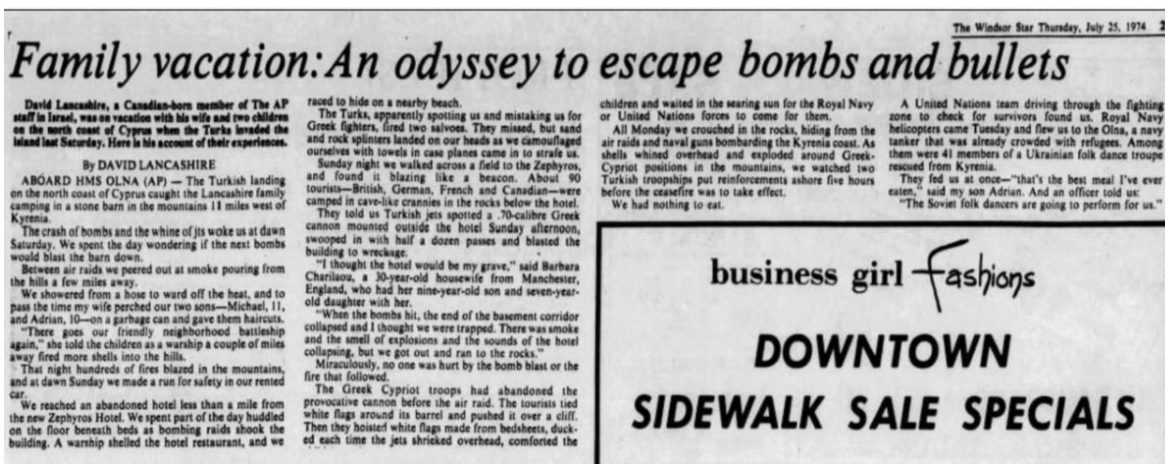 The Windsor Star Thursday, July 25, 1974 2
Family vacation: An odyssey to escape bombs and bullets
David Lancashire, a Canadian-born member of The AP
staff in Israel, was on vacation with his wife and two children
on the north coast of Cyprus when the Turks invaded the
island last Saturday. Here is his account of their experiences.
By DAVID LANCASHIRE
ABOARD HMS OLNA (AP) — The Turkish landing
on the north coast of Cyprus caught the Lancashire family
camping in a stone barn in the mountains 11 miles west of
Kyrenia.
The crash of bombs and the whine of jts woke us at dawn
Saturday. We spent the day wondering if the next bombs
would blast the barn down.
Between air raids we peered out at smoke pouring from
the hills a few miles away.
We showered from a hose to ward off the heat, and to
pass the time my wife perched our two sons—Michael, 11,
and Adrian, 10—on a garbage can and gave them haircuts.
"There goes our friendly neighborhood battleship
again," she told the children as a warship a couple of miles
away fired more shells into the hills.
That night hundreds of fires blazed in the mountains,
and at dawn Sunday we made a run for safety in our rented
car.
We reached an abandoned hotel less than a mile from
the new Zephyros Hotel. We spent part of the day huddled
on the floor beneath beds as bombing raids shook the
building. A warship shelled the hotel restaurant, and we
raced to hide on a nearby beach.
The Turks, apparently spotting us and mistaking us for
Greek fighters, fired two salvoes. They missed, but sand
and rock splinters landed on our heads as we camouflaged
ourselves with towels in case planes came in to strafe us.
Sunday night we walked across a field to the Zephyros,
and found it blazing like a beacon. About 90
tourists—British, German, French and Canadian—were
camped in cave-like crannies in the rocks below the hotel.
They told us Turkish jets spotted a .70-calibre Greek
cannon mounted outside the hotel Sunday afternoon,
swooped in with half a dozen passes and blasted the
building to wreckage.
"I thought the hotel would be my grave," said Barbara
Charilaou, a 30-year-old housewife from Manchester,
England, who had her nine-year-old son and seven-year-
old daughter with her.
"When the bombs hit, the end of the basement corridor
collapsed and I thought we were trapped. There was smoke
and the smell of explosions and the sounds of the hotel
collapsing, but we got out and ran to the rocks."
Miraculously, no one was hurt by the bomb blast or the
fire that followed.
The Greek Cypriot troops had abandoned the
provocative cannon before the air raid. The tourists tied
white flags around its barrel and pushed it over a cliff.
Then they hoisted white flags made from bedsheets, duck-
ed each time the jets shrieked overhead, comforted the
children and waited in the searing sun for the Royal Navy
or United Nations forces to come for them.
All Monday we crouched in the rocks, hiding from the
air raids and naval guns bombarding the Kyrenia coast. As
shells whined overhead and exploded around Greek-
Cypriot positions in the mountains, we watched two
Turkish troopships put reinforcements ashore five hours
before the ceasefire was to take effect.
We had nothing to eat.
A United Nations team driving through the fighting
zone to check for survivors found us. Royal Navy
helicopters came Tuesday and flew us to the Olna, a navy
tanker that was already crowded with refugees. Among
them were 41 members of a Ukrainian folk dance troupe
rescued from Kyrenia.
They fed us at once—"that's the best meal I've ever
eaten," said my son Adrian. And an officer told us:
"The Soviet folk dancers are going to perform for us."
business girl fashions
DOWNTOWN
SIDEWALK SALE SPECIALS